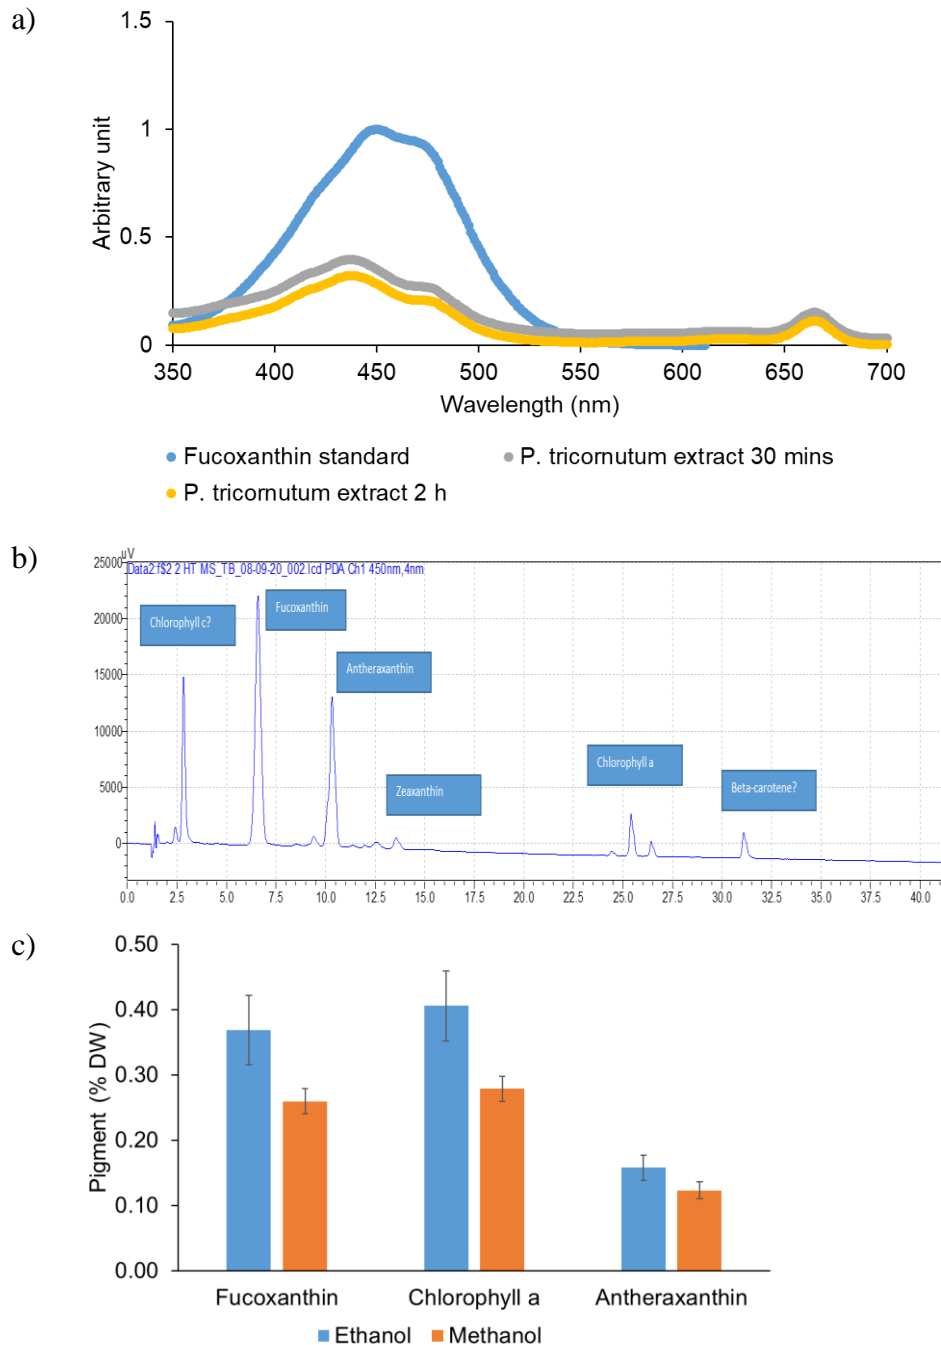 a)
1.5
1
0.5
0
Arbitrary unit
350 400 450 500 550 600 650 700
Wavelength (nm)
Fucoxanthin standard P. tricornutum extract 30 mins
P. tricornutum extract 2 h
b)
µV
25000
Data2.f$2 2 HT MS_TB_08-09-20_002.lcd PDA Ch1 450nm,4nm
Fucoxanthin
20000
Chlorophyll c?
Antheraxanthin
15000
10000
Chlorophyll a
Zeaxanthin
Beta-carotene?
5000
0
0.0 2.5 5.0 7.5 10.0 12.5 15.0 17.5 20.0 22.5 25.0 27.5 30.0 32.5 35.0 37.5 40.0
c)
0.50
0.40
0.30
0.20
0.10
0.00
Pigment (% DW)
Fucoxanthin Chlorophyll a Antheraxanthin
Ethanol Methanol